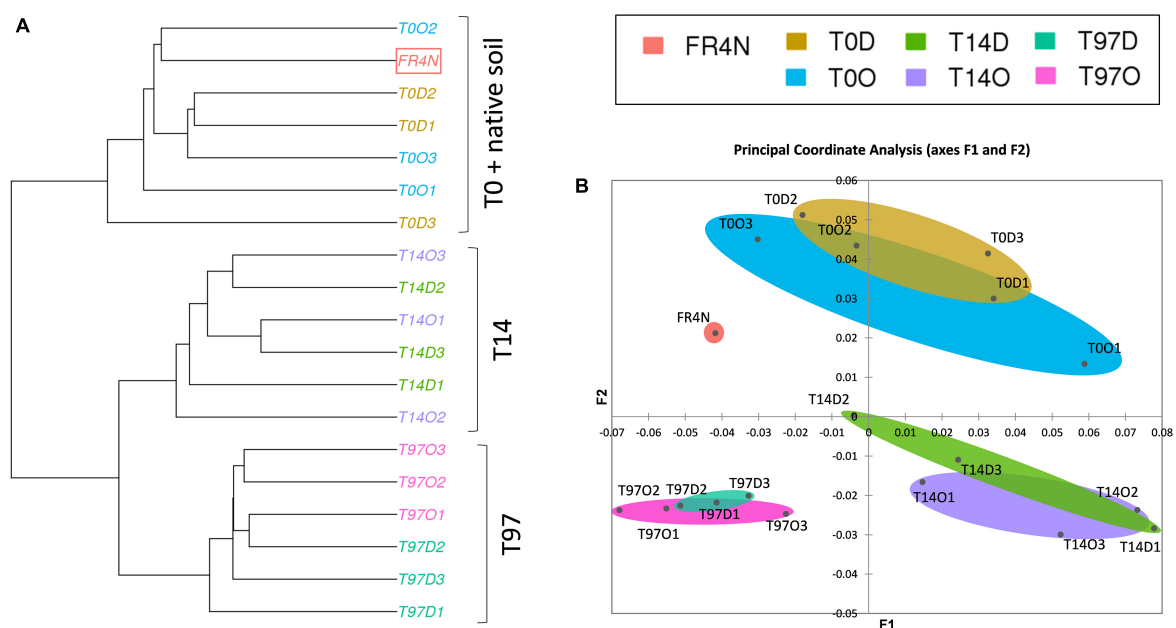 A
T0O2
FR4N
T0D2
T0D1
T0O3
T0O1
T0D3
T14O3
T14D2
T14O1
T14D3
T14D1
T14O2
T97O3
T97O2
T97O1
T97D2
T97D3
T97D1
T0 + native soil
T14
T97
FR4N
T0D
T14D
T97D
T0O
T14O
T97O
Principal Coordinate Analysis (axes F1 and F2)
B
0.06
0.05
0.04
0.03
0.02
0.01
0
-0.01
-0.02
-0.03
-0.04
-0.05
F2
-0.07 -0.06 -0.05 -0.04 -0.03 -0.02 -0.01 0 0.01 0.02 0.03 0.04 0.05 0.06 0.07 0.08
F1
T0D2
T0O3
T0O2
T0D3
T0D1
FR4N
T0O1
T14D2
T14D3
T14O1
T14O2
T14O3
T14D1
T97O2
T97D2
T97D3
T97D1
T97O1
T97O3